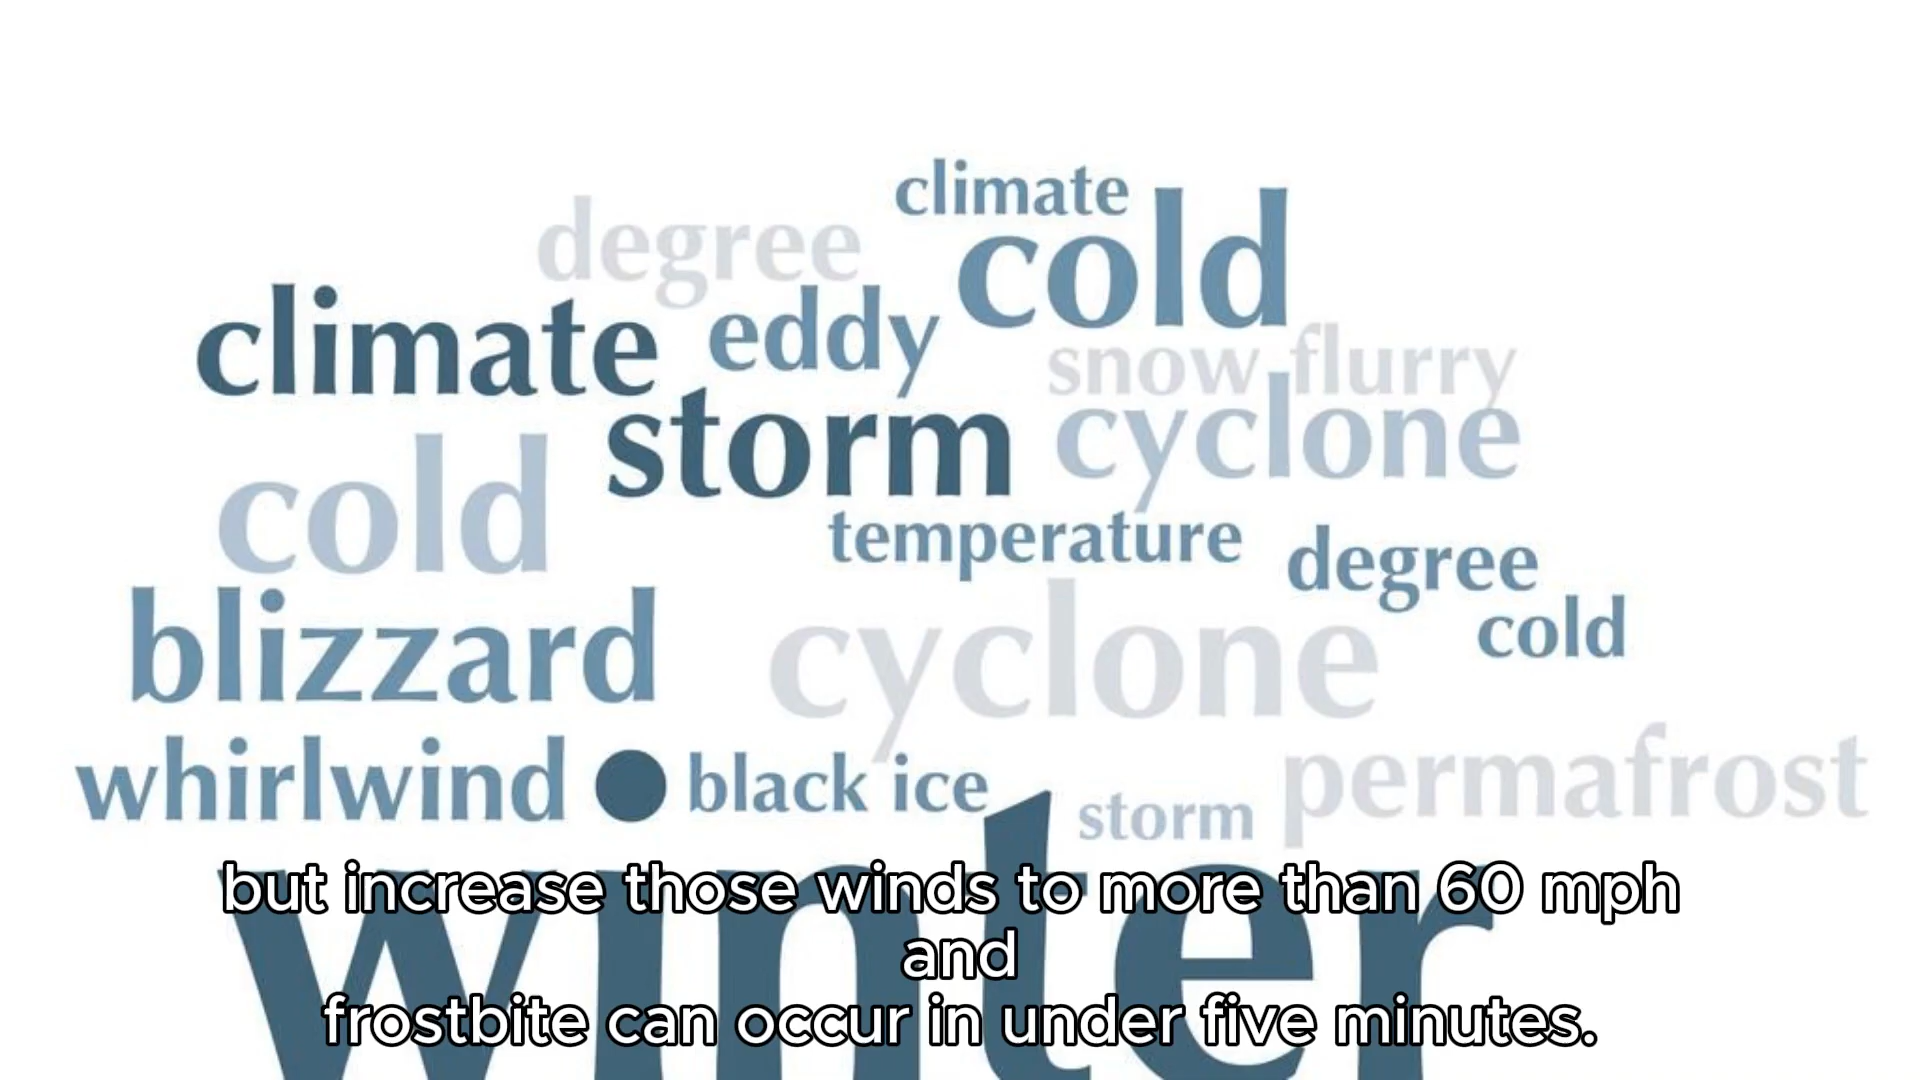 climate
degree
cold
climate
eddy
snow flurry
storm
cyclone
cold
temperature
degree
blizzard
cyclone
cold
whirlwind
black ice
storm
permafrost
winter
but increase those winds to more than 60 mph
and
frostbite can occur in under five minutes.